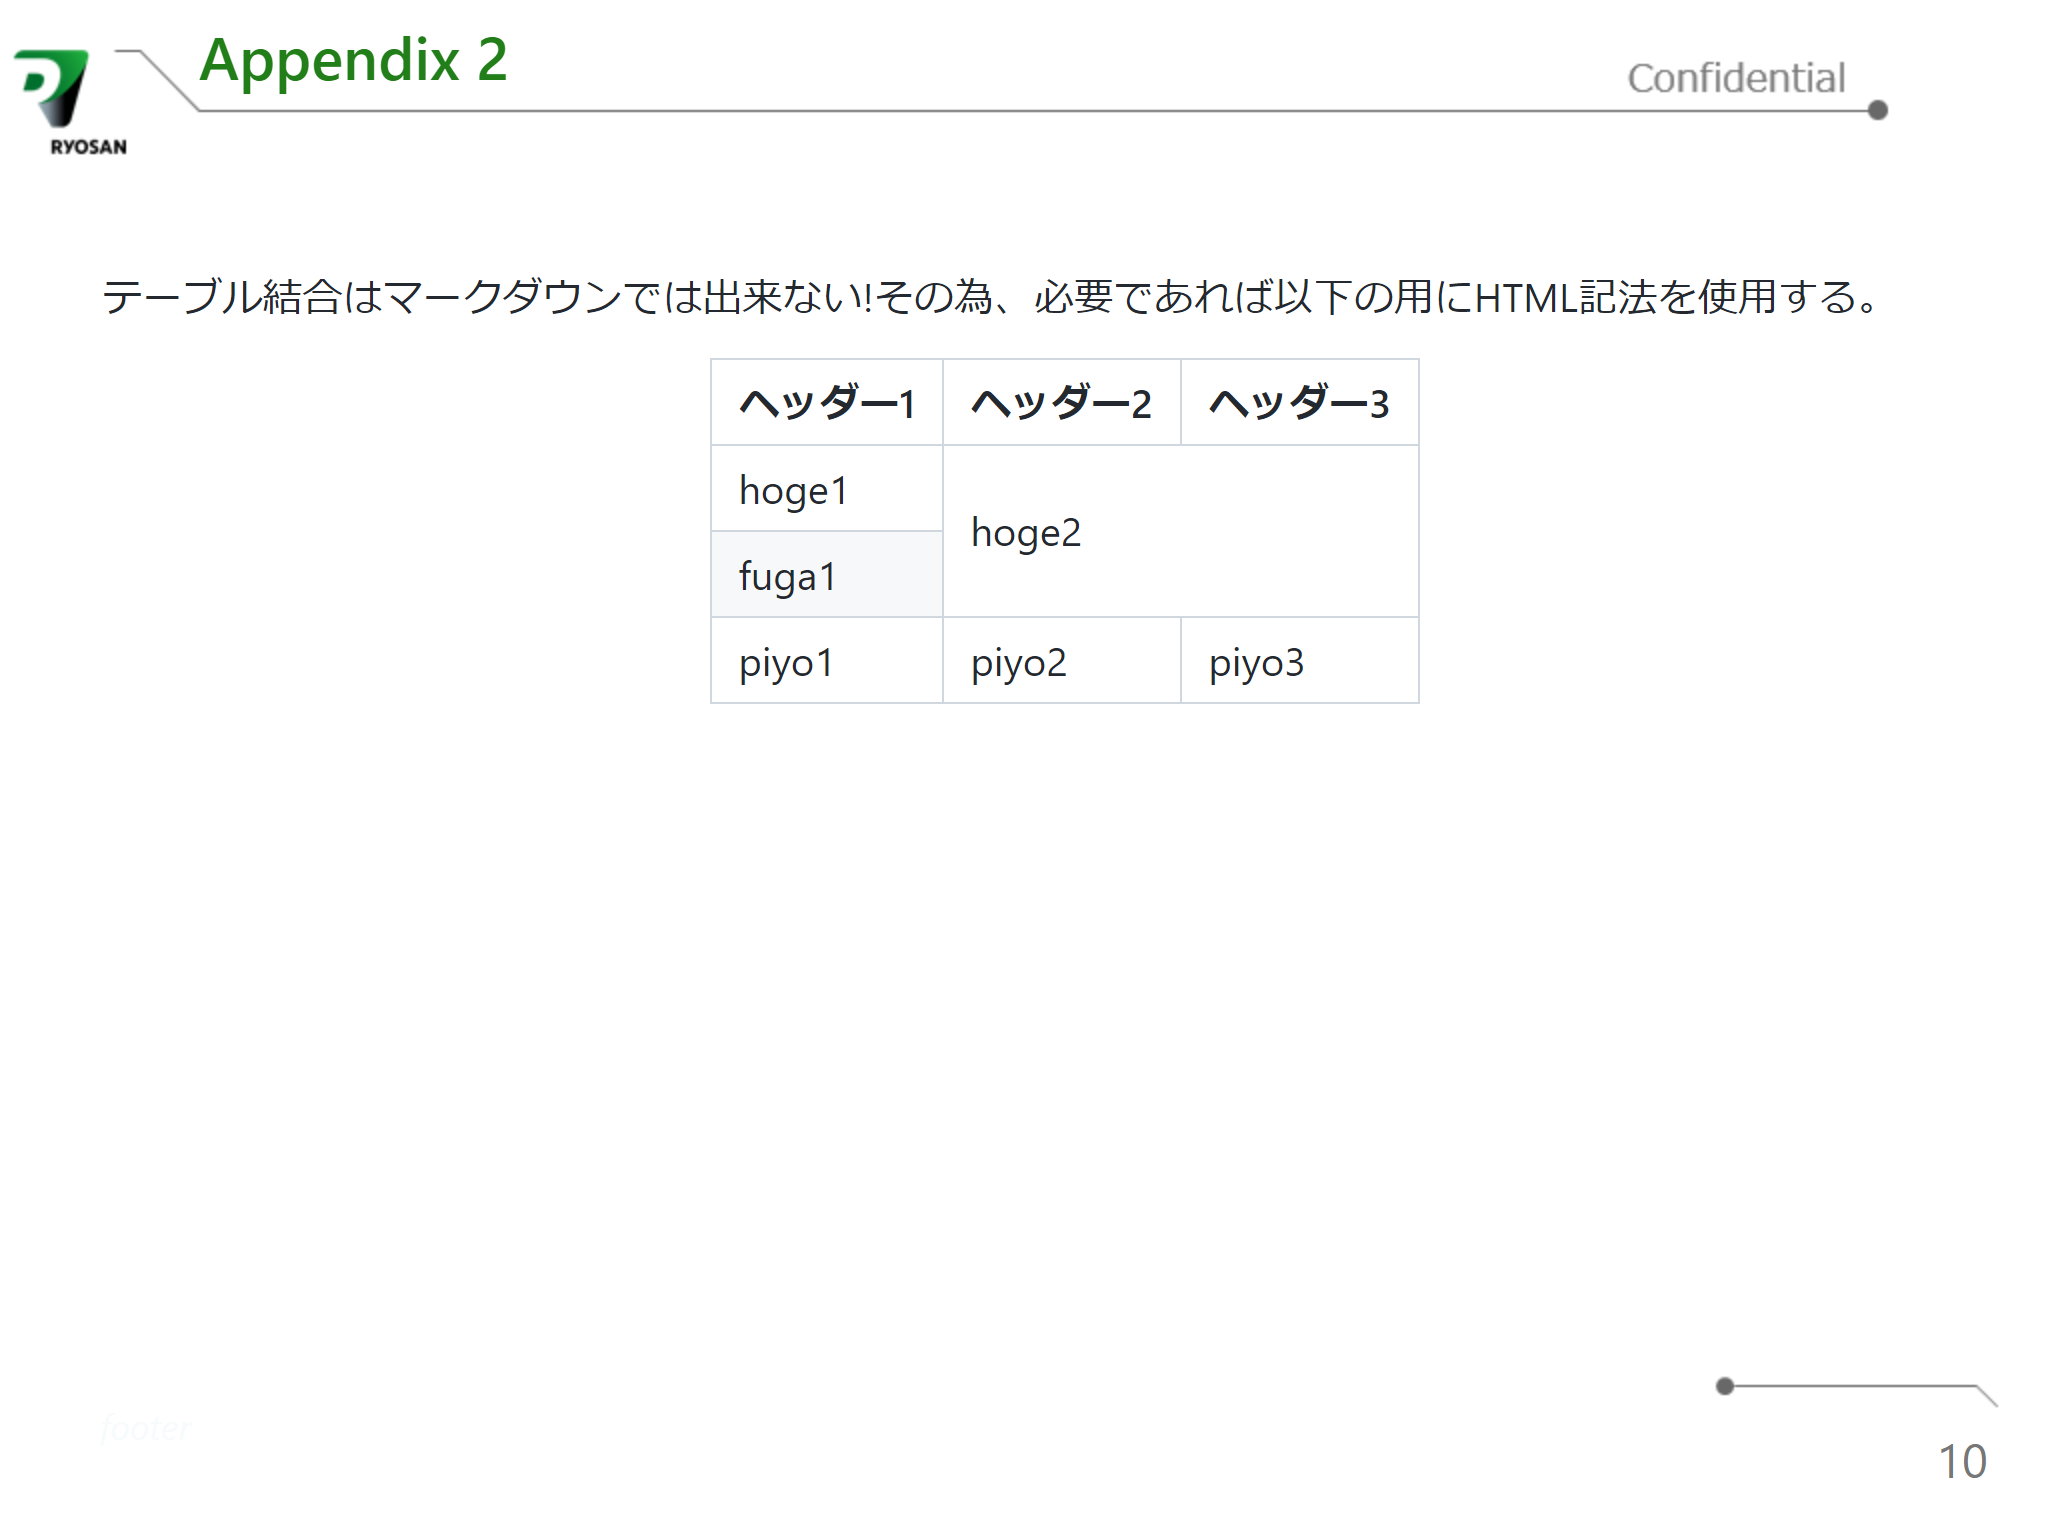 Appendix 2
Confidential
RYOSAN
テーブル結合はマークダウンでは出来ない!その為、必要であれば以下の用にHTML記法を使用する。
ヘッダー1 ヘッダー2 ヘッダー3
hoge1
hoge2
fuga1
piyo1 piyo2 piyo3
footer
10